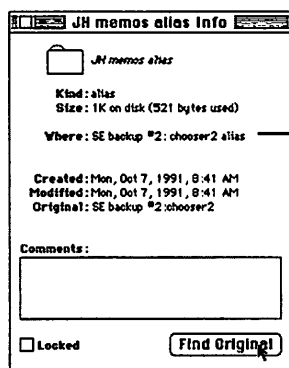 JH memos alias Info
JH memos alias
Kind: alias
Size: 1K on disk (521 bytes used)
Where: SE backup #2: chooser2 alias
Created: Mon, Oct 7, 1991, 8:41 AM
Modified: Mon, Oct 7, 1991, 8:41 AM
Original: SE backup #2:chooser2
Comments:
Locked
Find Original